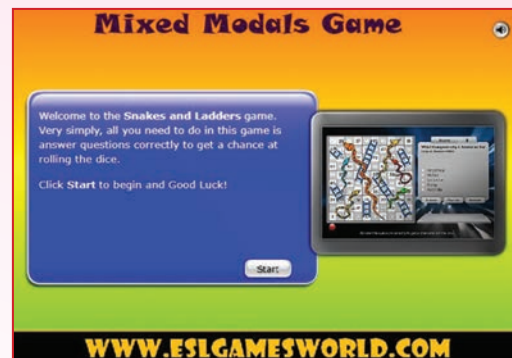 Mixed Modals Game
Welcome to the Snakes and Ladders game.
Very simply, all you need to do in this game is
answer questions correctly to get a chance at
rolling the dice.
Click Start to begin and Good Luck!
Start
WWW.ESLGAMESWORLD.COM